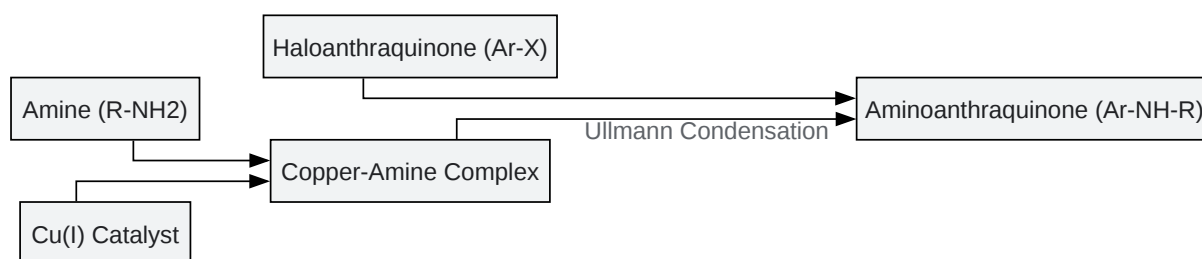 Haloanthraquinone (Ar-X)
Amine (R-NH2)
Aminoanthraquinone (Ar-NH-R)
Ullmann Condensation
Copper-Amine Complex
Cu(I) Catalyst